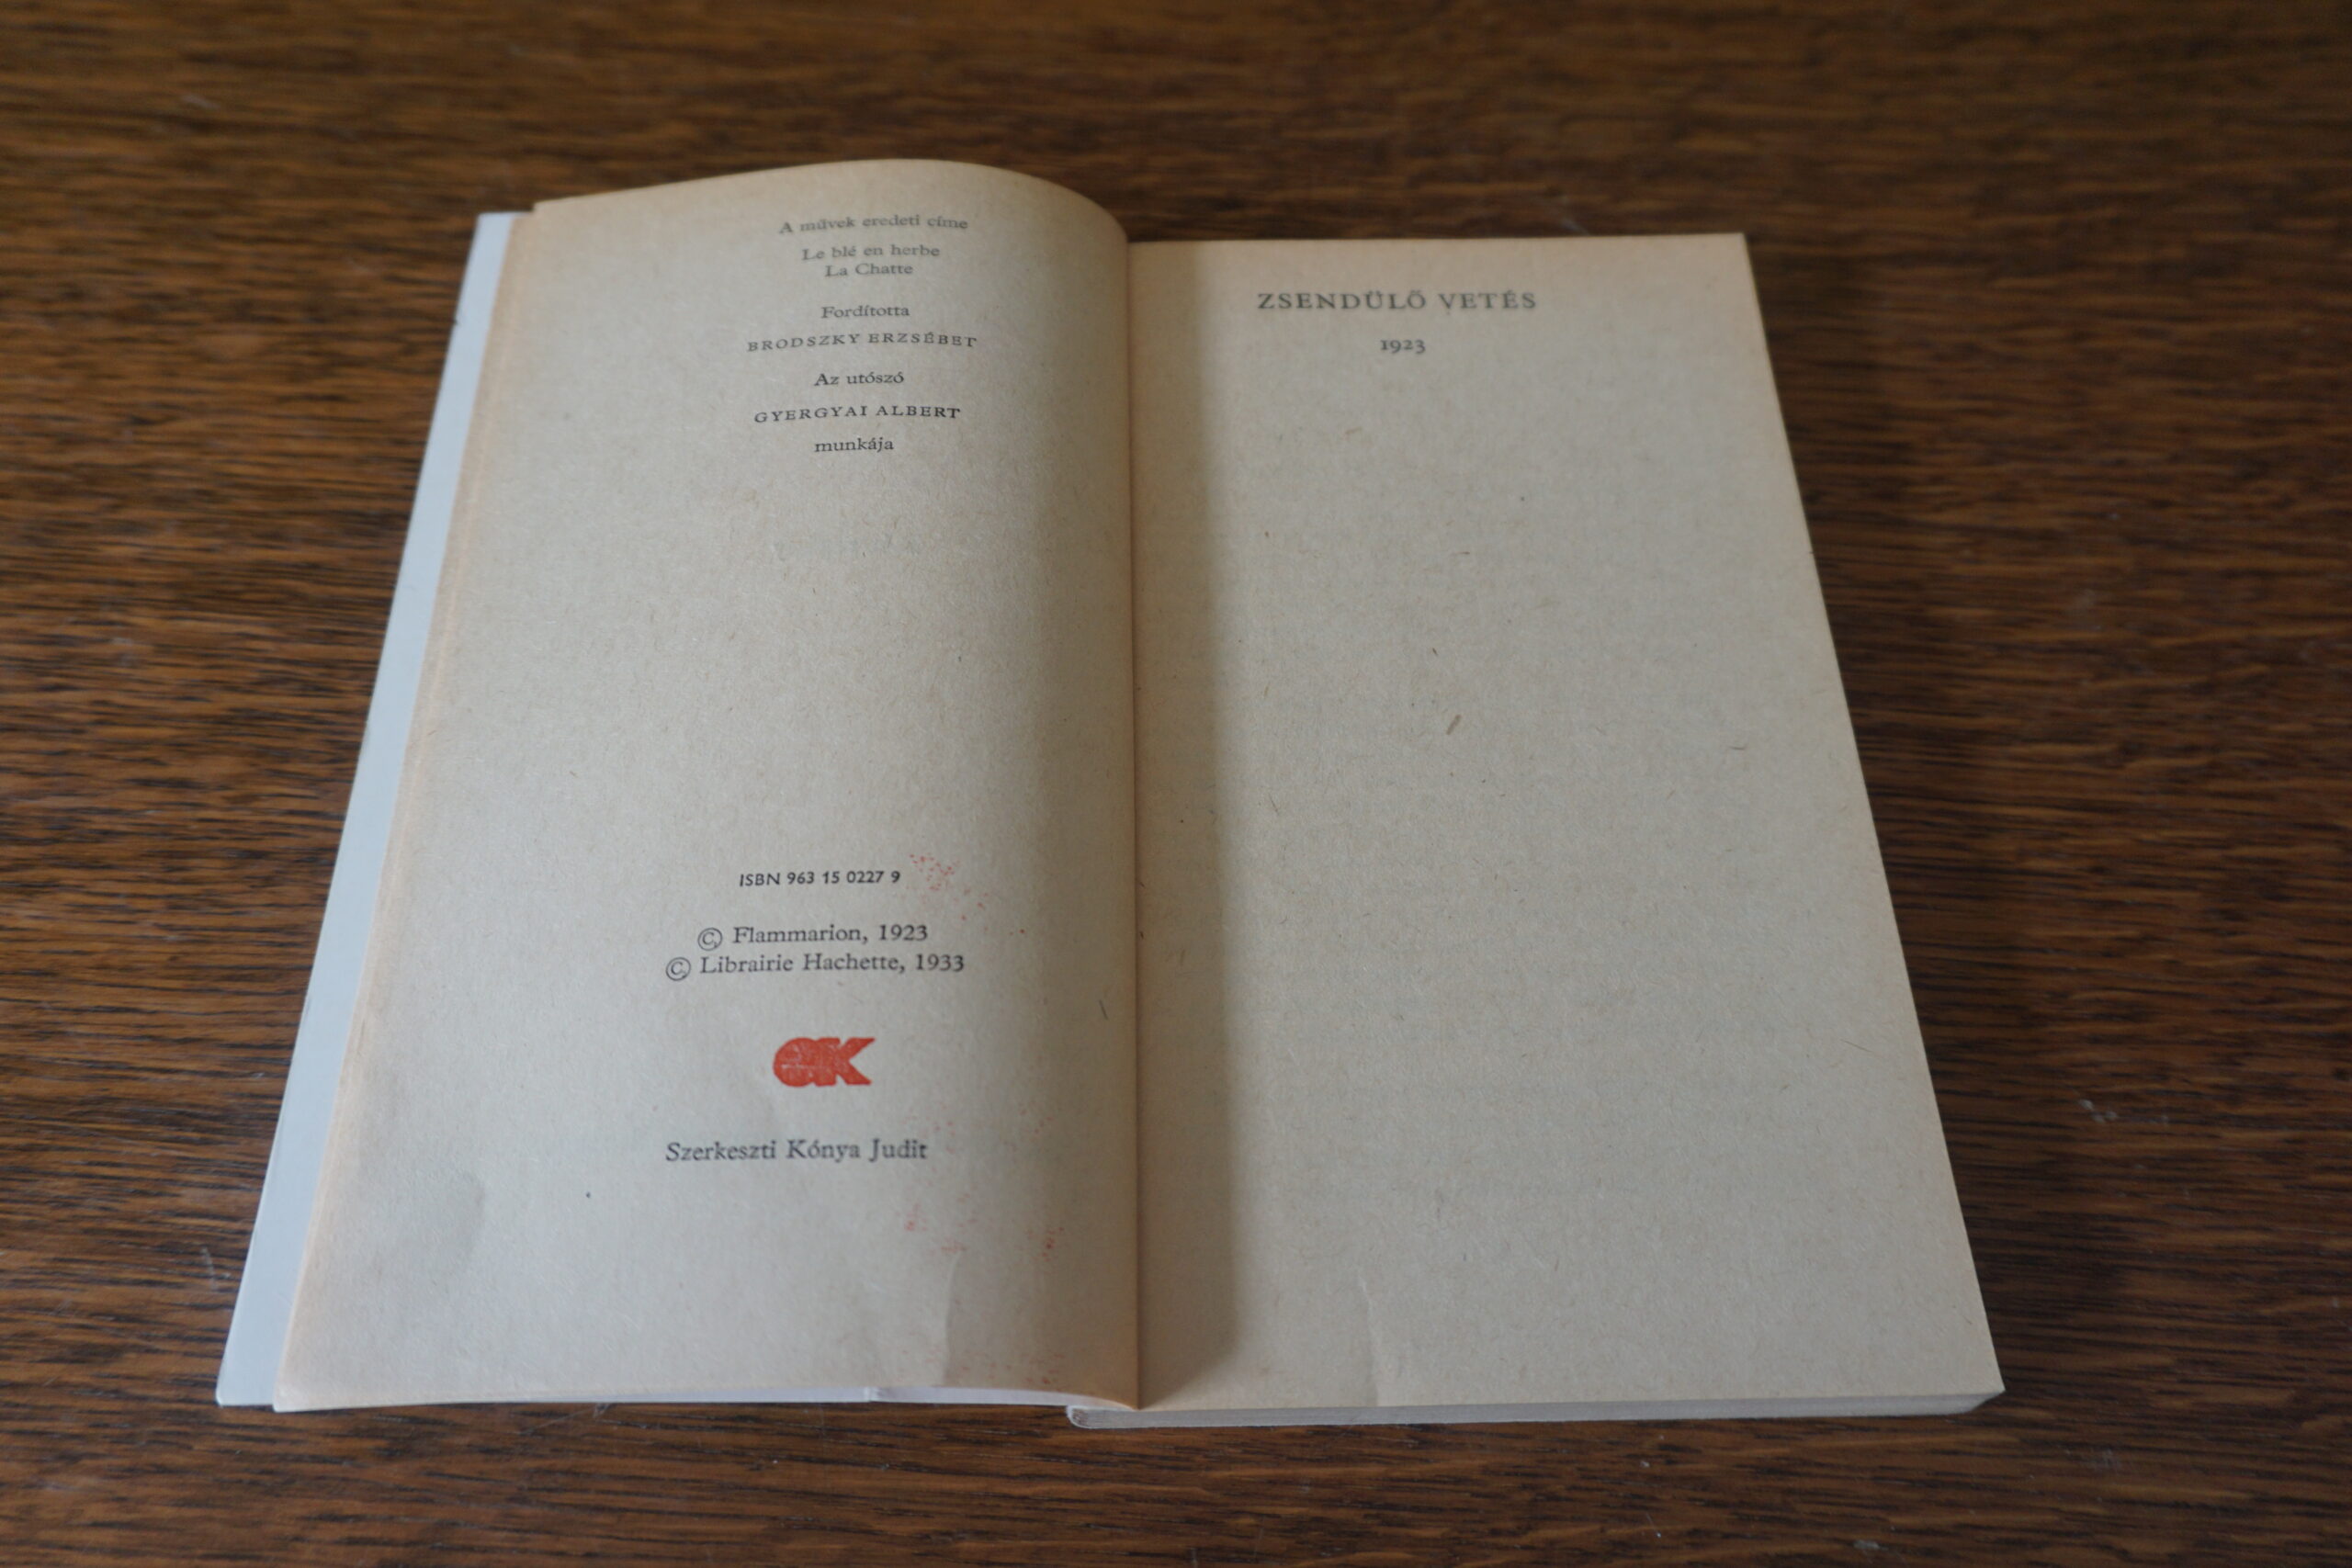 A művek eredeti címe
Le blé en herbe
La Chatte
Fordította
BRODSZKY ERZSÉBET
Az utószó
GYERGYAI ALBERT
munkája
ISBN 963 15 0227 9
© Flammarion, 1923
© Librairie Hachette, 1933
OK
Szerkeszti Kónya Judit
ZSENDÜLŐ VETÉS
1923